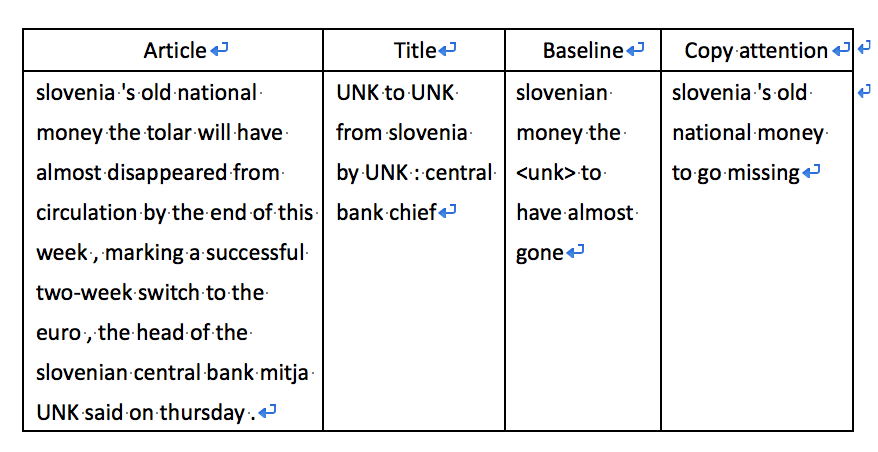 Article
Title
Baseline
Copy attention
slovenia 's old national
money the tolar will have
almost disappeared from
circulation by the end of this
week , marking a successful
two-week switch to the
euro , the head of the
slovenian central bank mitja
UNK said on thursday .
UNK to UNK
from slovenia
by UNK : central
bank chief
slovenian
money the
<unk> to
have almost
gone
slovenia 's old
national money
to go missing